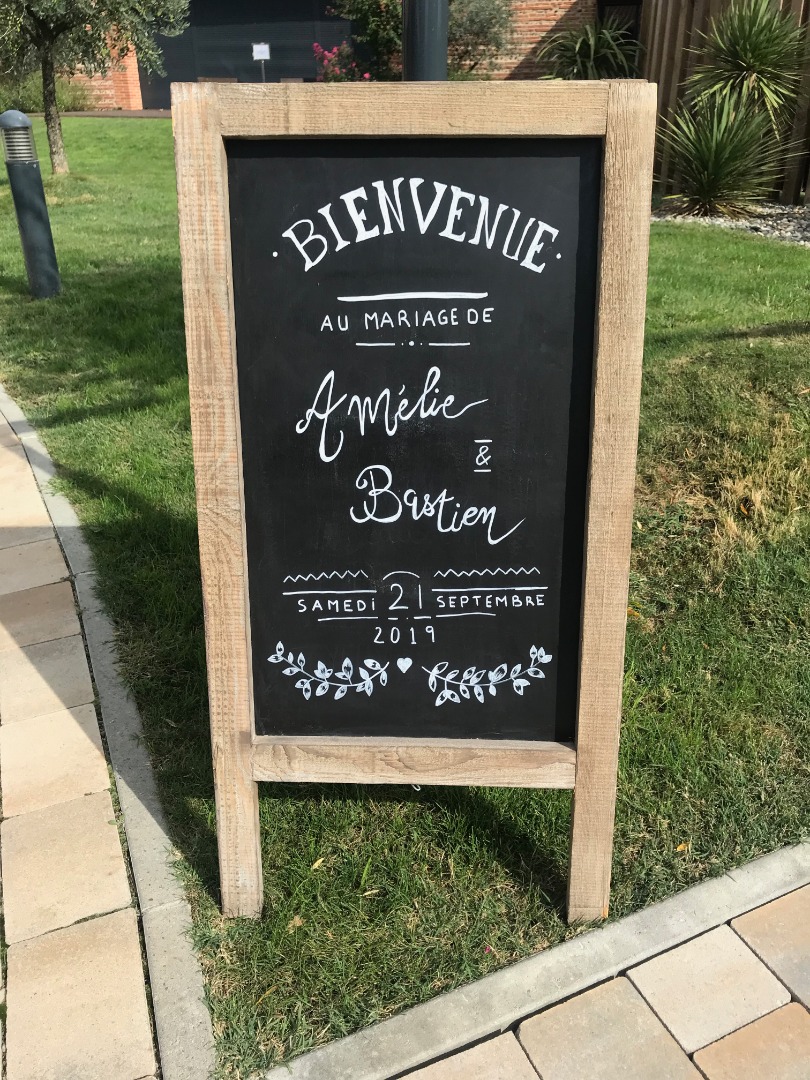 · BIENVENUE ·
AU MARIAGE DE
Amélie
&
Bastien
SAMEDi 21 SEPTEMBRE
2019